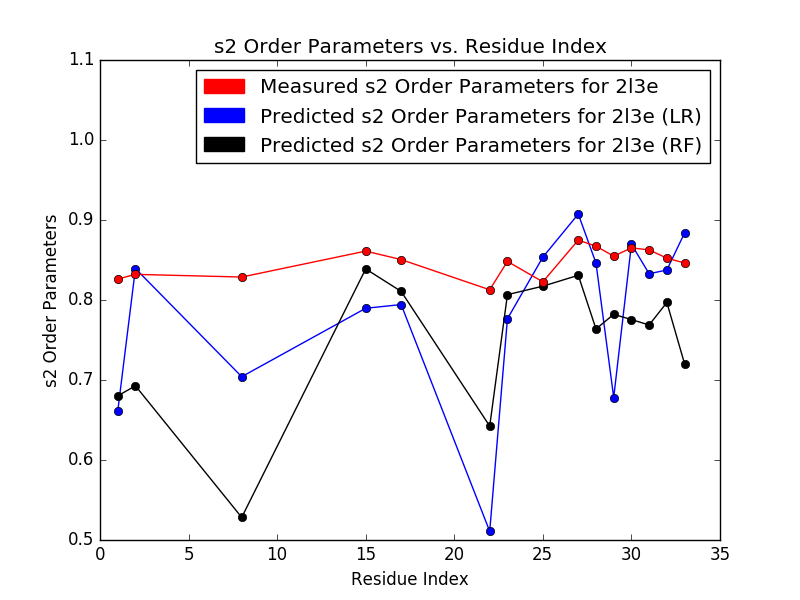 s2 Order Parameters vs. Residue Index
Measured s2 Order Parameters for 2l3e
Predicted s2 Order Parameters for 2l3e (LR)
Predicted s2 Order Parameters for 2l3e (RF)
s2 Order Parameters
1.1
1.0
0.9
0.8
0.7
0.6
0.5
0 5 10 15 20 25 30 35
Residue Index